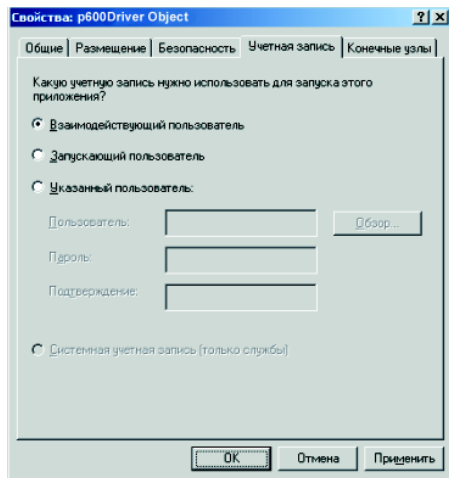 Свойства: p600Driver Object
Общие Размещение Безопасность Учетная запись Конечные узлы
Какую учетную запись нужно использовать для запуска этого
приложения?
Взаимодействующий пользователь
Запускающий пользователь
Указанный пользователь:
Пользователь: Обзор...
Пароль:
Подтверждение:
Системная учетная запись (только службы)
OK Отмена Применить